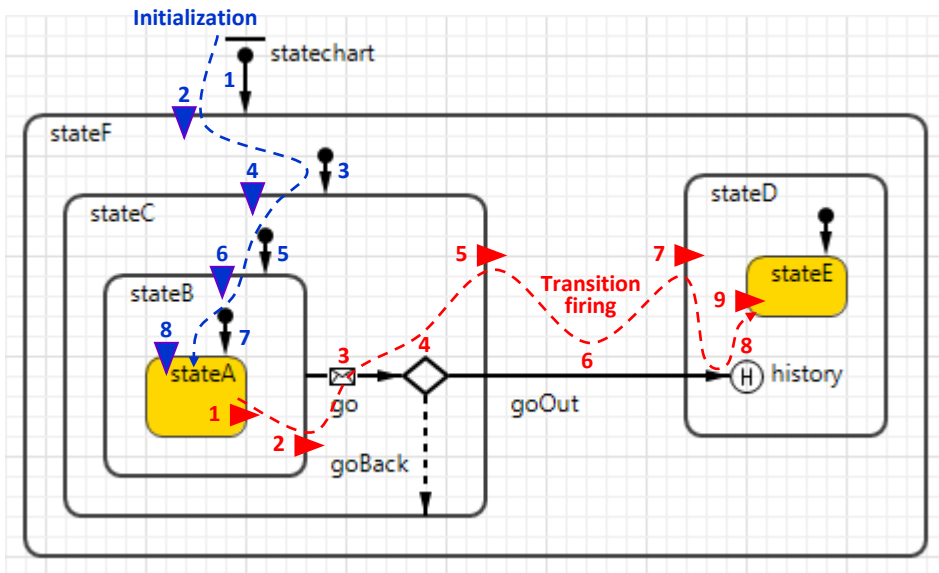 Initialization
statechart
1
2
stateF
3
4
stateC
stateD
5
6
5
7
stateB
Transition
firing
stateE
9
7
8
3
4
8
6
stateA
H
history
1
go
goOut
2
goBack